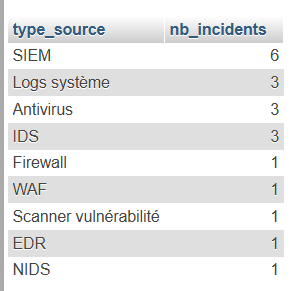 type_source nb_incidents
SIEM 6
Logs système 3
Antivirus 3
IDS 3
Firewall 1
WAF 1
Scanner vulnérabilité 1
EDR 1
NIDS 1